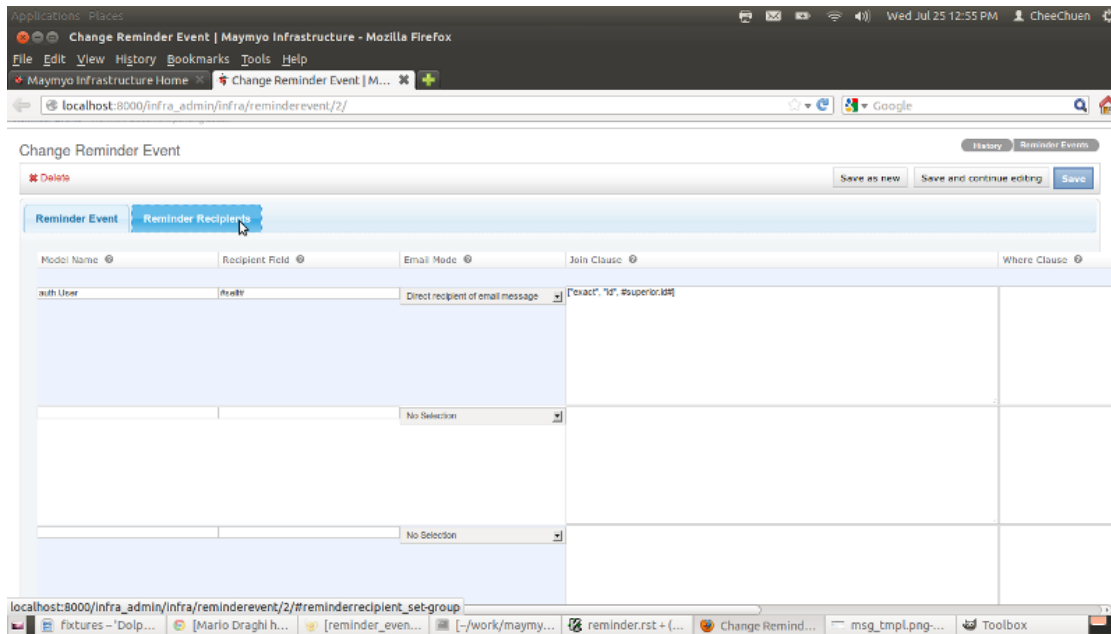 Applications Places Wed Jul 25 12:55 PM CheeChuen
Change Reminder Event | Maymyo Infrastructure - Mozilla Firefox
File Edit View History Bookmarks Tools Help
Maymyo Infrastructure Home Change Reminder Event | M...
localhost:8000/infra_admin/infra/reminderevent/2/ Google
History Reminder Events
Change Reminder Event
Delete Save as new Save and continue editing Save
Reminder Event Reminder Recipients
Model Name Recipient Field Email Mode Join Clause Where Clause
auth.User #self# Direct recipient of email message ["exact", "id", #superior.id#]
No Selection
No Selection
localhost:8000/infra_admin/infra/reminderevent/2/#reminderrecipient_set-group
fixtures – 'Dolp... [Mario Draghi h... [reminder_even... [~/work/maymy... reminder.rst + (... Change Remind... msg_tmpl.png-... Toolbox